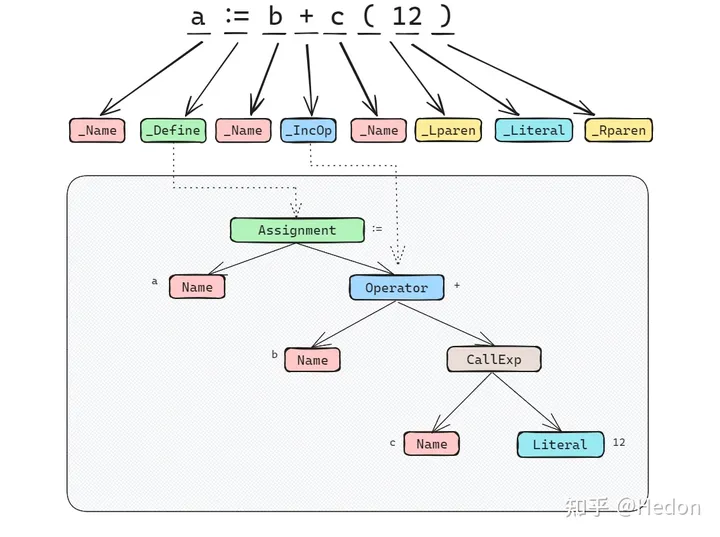 a := b + c ( 12 )
_Name _Define _Name _IncOp _Name _Lparen _Literal _Rparen
Assignment :=
a Name Operator +
b Name CallExp
c Name Literal 12
知乎 @Hedon